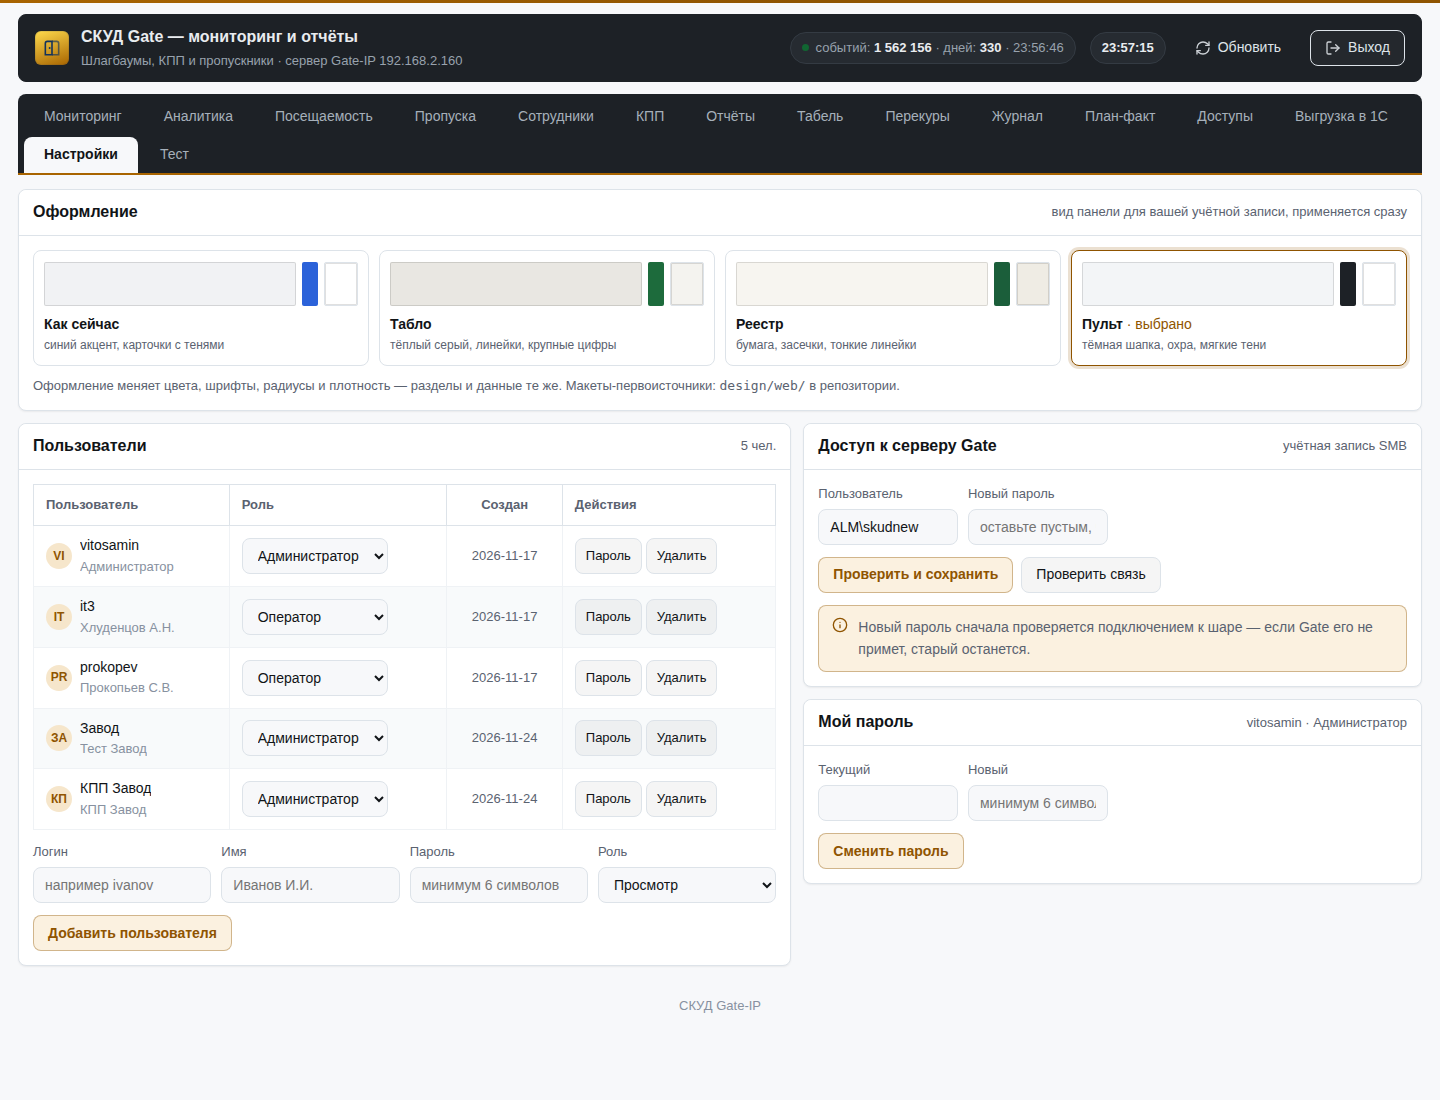 СКУД Gate — мониторинг и отчёты
Шлагбаумы, КПП и пропускники · сервер Gate-IP 192.168.2.160
событий: 1 562 156 · дней: 330 · 23:56:46
23:57:15
Обновить
Выход
Мониторинг Аналитика Посещаемость Пропуска Сотрудники КПП Отчёты Табель Перекуры Журнал План-факт Доступы Выгрузка в 1С
Настройки Тест
Оформление
вид панели для вашей учётной записи, применяется сразу
Как сейчас
синий акцент, карточки с тенями
Табло
тёплый серый, линейки, крупные цифры
Реестр
бумага, засечки, тонкие линейки
Пульт · выбрано
тёмная шапка, охра, мягкие тени
Оформление меняет цвета, шрифты, радиусы и плотность — разделы и данные те же. Макеты-первоисточники: design/web/ в репозитории.
Пользователи
5 чел.
Пользователь Роль Создан Действия
VI vitosamin Администратор Администратор 2026-11-17 Пароль Удалить
IT it3 Хлуденцов А.Н. Оператор 2026-11-17 Пароль Удалить
PR prokopev Прокопьев С.В. Оператор 2026-11-17 Пароль Удалить
ЗА Завод Тест Завод Администратор 2026-11-24 Пароль Удалить
КП КПП Завод КПП Завод Администратор 2026-11-24 Пароль Удалить
Логин Имя Пароль Роль
например ivanov Иванов И.И. минимум 6 символов Просмотр
Добавить пользователя
Доступ к серверу Gate
учётная запись SMB
Пользователь Новый пароль
ALM\skudnew оставьте пустым,
Проверить и сохранить Проверить связь
Новый пароль сначала проверяется подключением к шаре — если Gate его не
примет, старый останется.
Мой пароль
vitosamin · Администратор
Текущий Новый
минимум 6 символ
Сменить пароль
СКУД Gate-IP